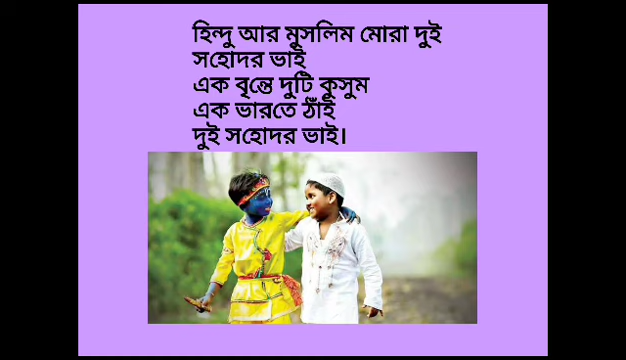 হিন্দু আর মুসলিম মোরা দুই
সহোদর ভাই
এক বৃন্তে দুটি কুসুম
এক ভারতে ঠাঁই
দুই সহোদর ভাই।